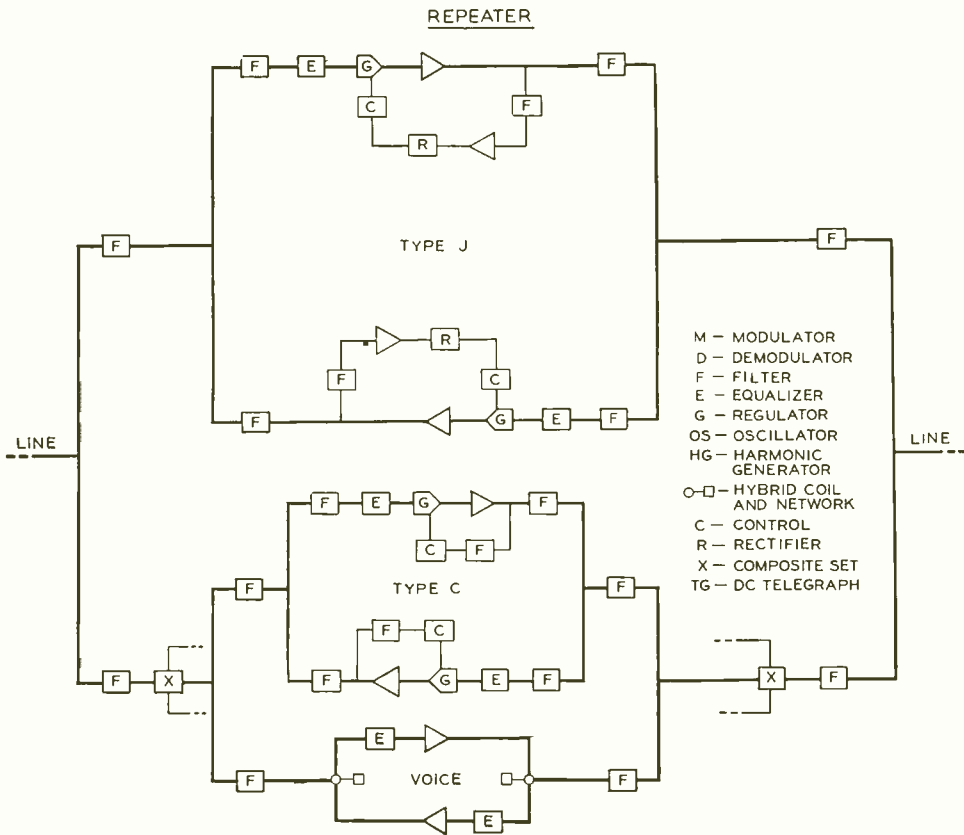 REPEATER
F E G F
C F
R
F TYPE J F
R
F C
F G E F
LINE LINE
M — MODULATOR
D — DEMODULATOR
F — FILTER
E — EQUALIZER
G — REGULATOR
OS — OSCILLATOR
HG — HARMONIC
GENERATOR
— HYBRID COIL
AND NETWORK
C — CONTROL
R — RECTIFIER
X — COMPOSITE SET
TG — DC TELEGRAPH
F E G F
C F
F TYPE C F
F C
F G E F
F X X F
E
F VOICE F
E